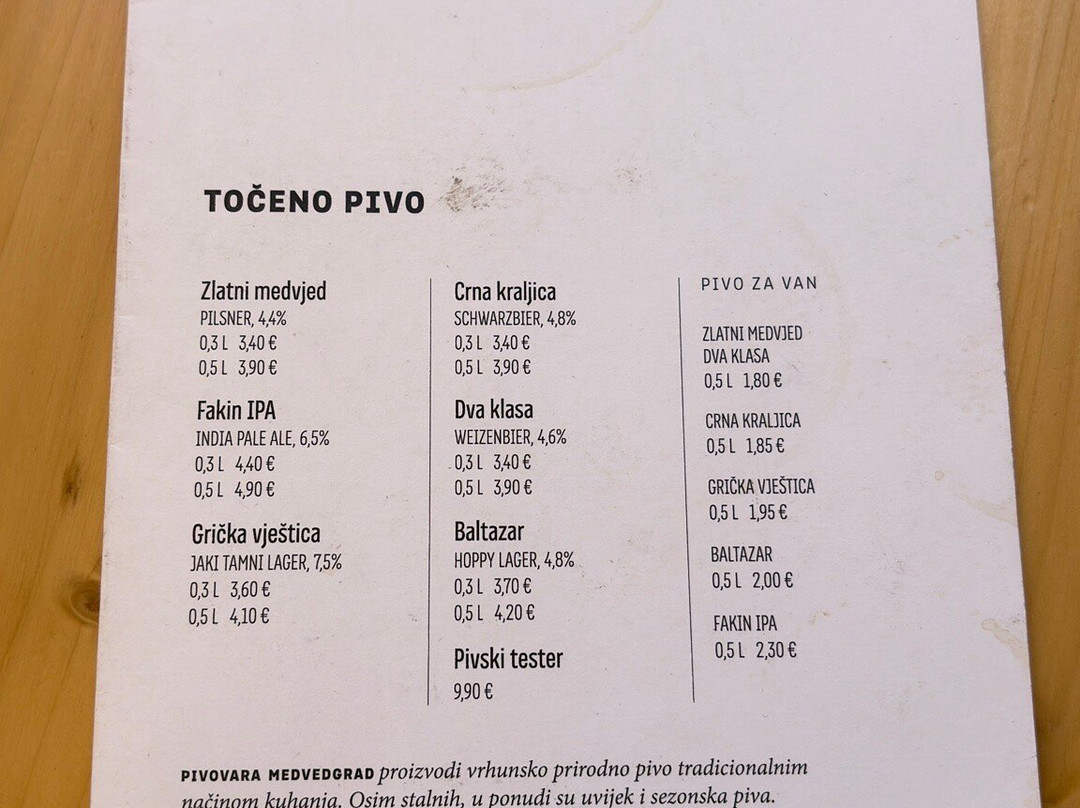 TOČENO PIVO
Zlatni medvjed
PILSNER, 4,4%
0,3 L 3,40 €
0,5 L 3,90 €
Fakin IPA
INDIA PALE ALE, 6,5%
0,3 L 4,40 €
0,5 L 4,90 €
Grička vještica
JAKI TAMNI LAGER, 7,5%
0,3 L 3,60 €
0,5 L 4,10 €
Crna kraljica
SCHWARZBIER, 4,8%
0,3 L 3,40 €
0,5 L 3,90 €
Dva klasa
WEIZENBIER, 4,6%
0,3 L 3,40 €
0,5 L 3,90 €
Baltazar
HOPPY LAGER, 4,8%
0,3 L 3,70 €
0,5 L 4,20 €
Pivski tester
9,90 €
PIVO ZA VAN
ZLATNI MEDVJED
DVA KLASA
0,5 L 1,80 €
CRNA KRALJICA
0,5 L 1,85 €
GRIČKA VJEŠTICA
0,5 L 1,95 €
BALTAZAR
0,5 L 2,00 €
FAKIN IPA
0,5 L 2,30 €
PIVOVARA MEDVEDGRAD proizvodi vrhunsko prirodno pivo tradicionalnim
načinom kuhanja. Osim stalnih, u ponudi su uvijek i sezonska piva.